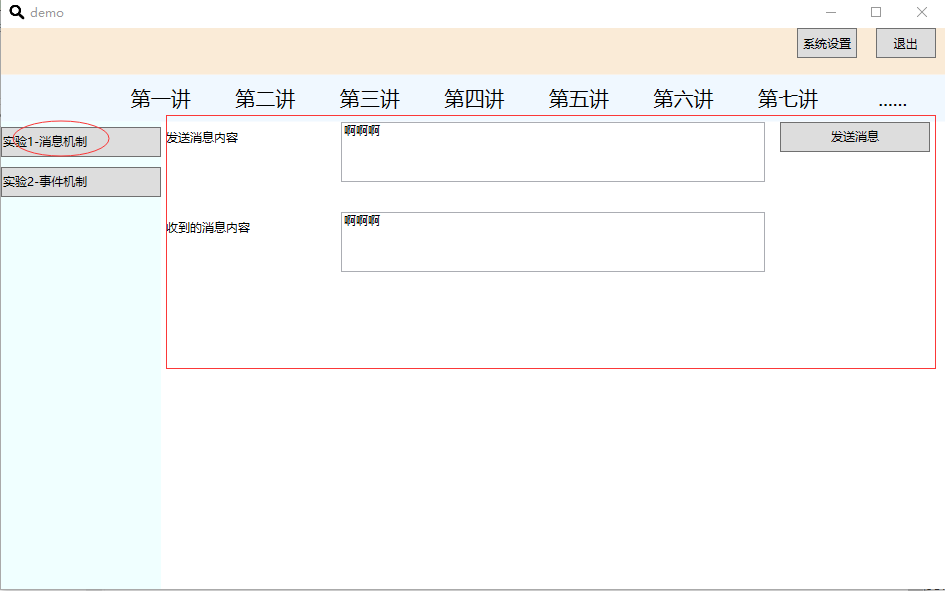 demo
系统设置 退出
第一讲 第二讲 第三讲 第四讲 第五讲 第六讲 第七讲 ......
实验1-消息机制
发送消息内容 啊啊啊 发送消息
实验2-事件机制
收到的消息内容 啊啊啊